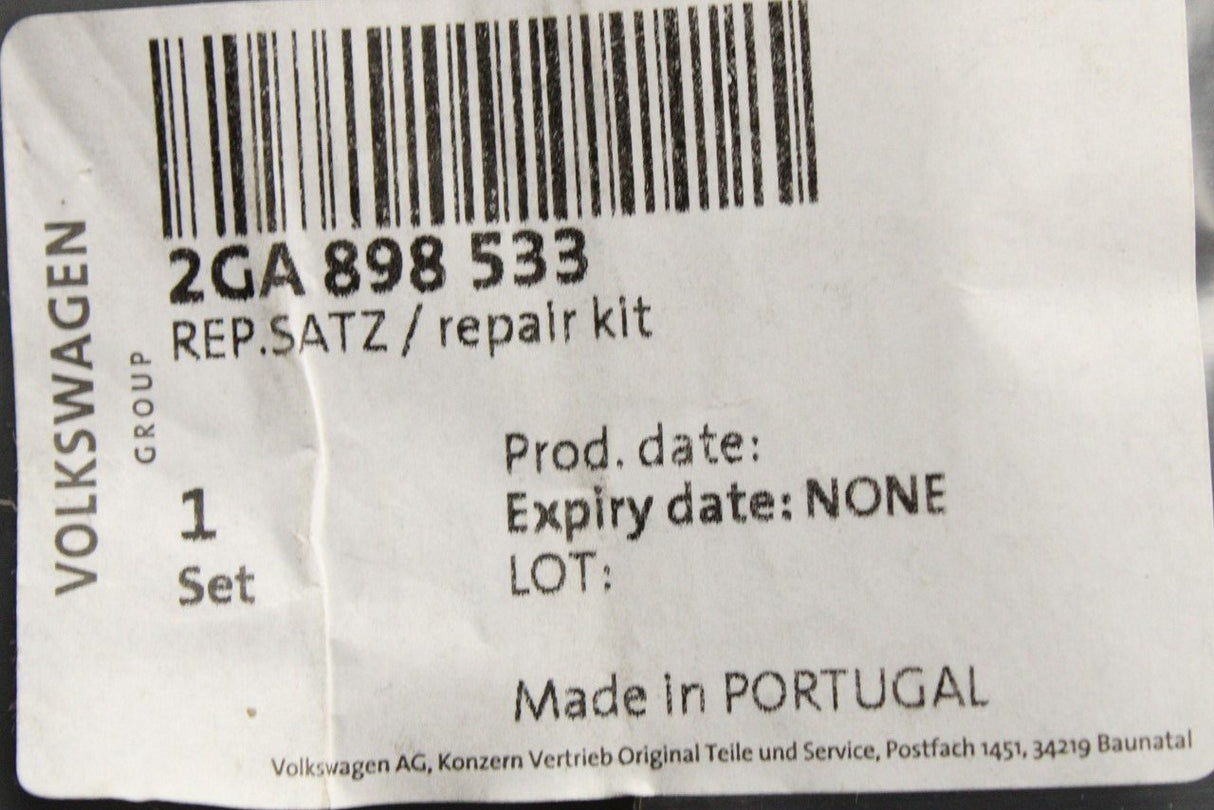 VOLKSWAGEN
GROUP
2GA 898 533
REP.SATZ / repair kit
Prod. date:
Expiry date: NONE
LOT:
1
Set
Made in PORTUGAL
Volkswagen AG, Konzern Vertrieb Original Teile und Service, Postfach 1451, 34219 Baunatal